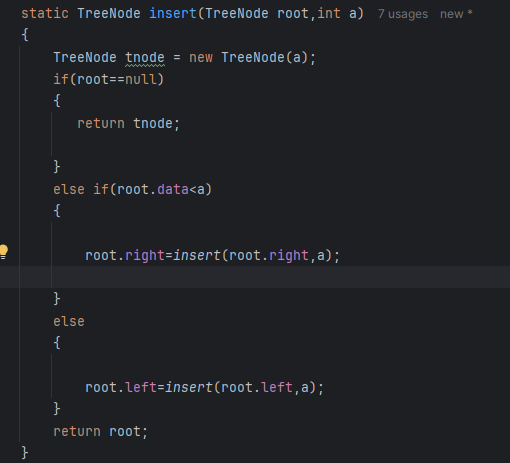 static TreeNode insert(TreeNode root,int a) 7 usages new *
{
    TreeNode tnode = new TreeNode(a);
    if(root==null)
    {
       return tnode;
    }
    else if(root.data<a)
    {
        root.right=insert(root.right,a);
    }
    else
    {
        root.left=insert(root.left,a);
    }
    return root;
}